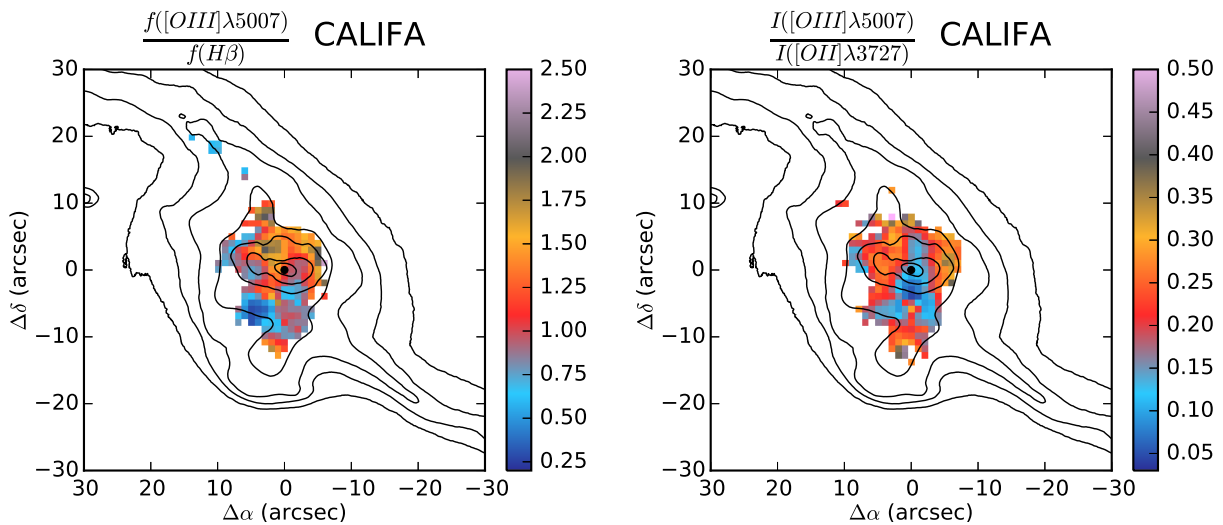 f([OIII]λ5007)
f(Hβ)
CALIFA
I([OIII]λ5007)
I([OII]λ3727)
CALIFA
30
20
10
0
−10
−20
−30
30 20 10 0 −10 −20 −30
Δδ (arcsec)
Δα (arcsec)
2.50
2.25
2.00
1.75
1.50
1.25
1.00
0.75
0.50
0.25
30
20
10
0
−10
−20
−30
30 20 10 0 −10 −20 −30
Δδ (arcsec)
Δα (arcsec)
0.50
0.45
0.40
0.35
0.30
0.25
0.20
0.15
0.10
0.05